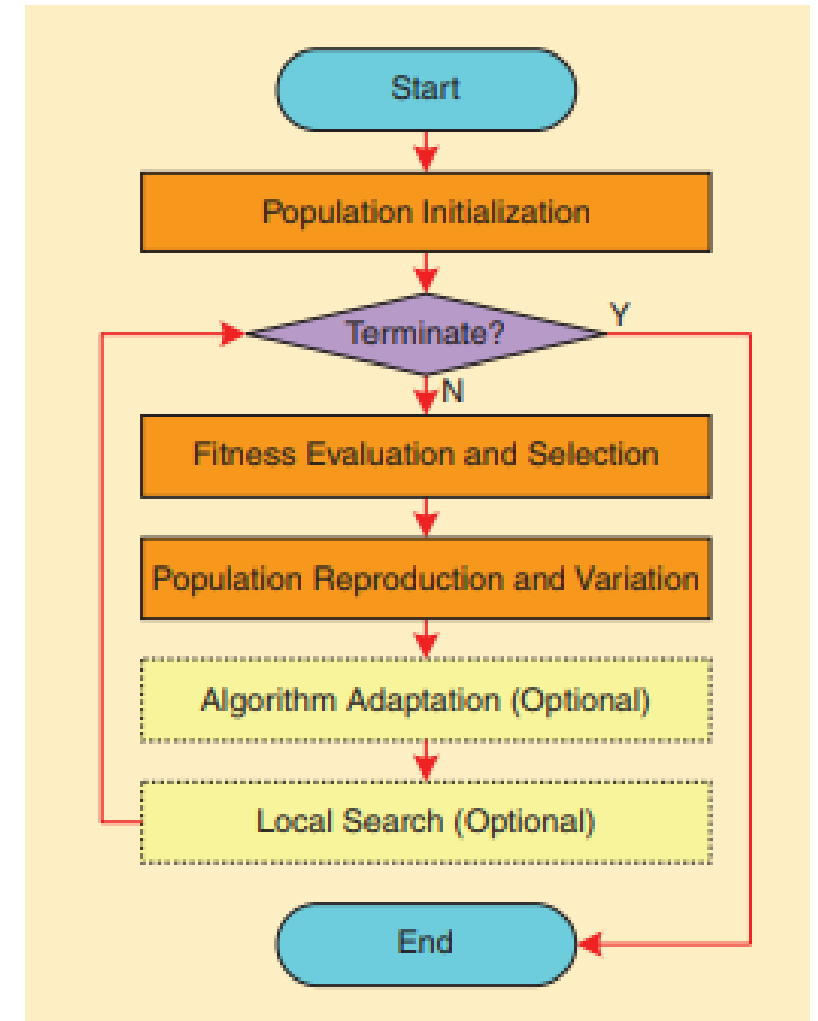 Start
Population Initialization
Terminate?
Y
N
Fitness Evaluation and Selection
Population Reproduction and Variation
Algorithm Adaptation (Optional)
Local Search (Optional)
End